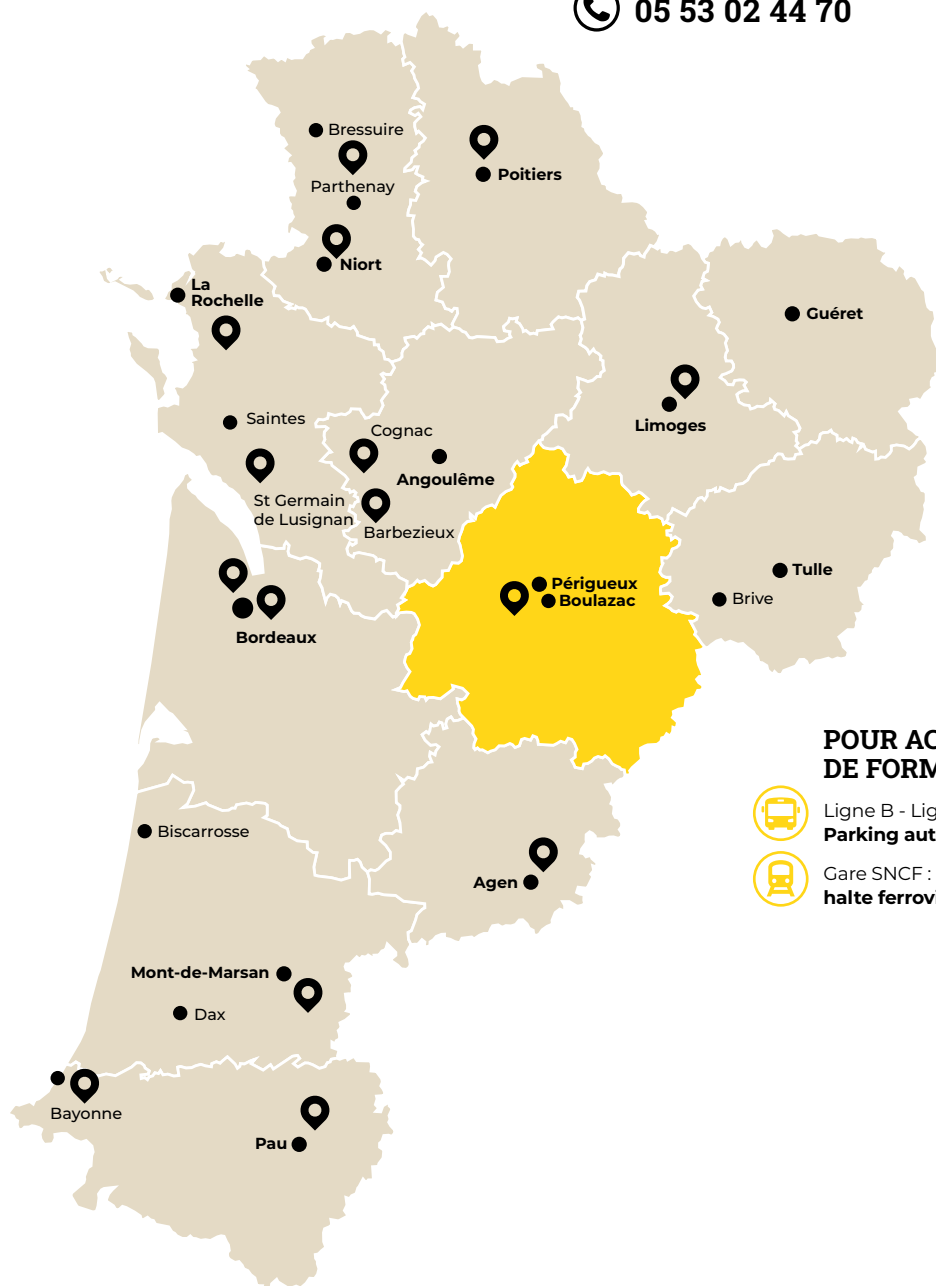 05 53 02 44 70
Bressuire
Parthenay
Poitiers
Niort
La
Rochelle
Guéret
Saintes
Cognac
Limoges
Angoulême
St Germain
de Lusignan
Barbezieux
Périgueux
Boulazac
Tulle
Brive
Bordeaux
POUR AC
DE FORM
Ligne B - Lig
Parking aut
Gare SNCF :
halte ferrovi
Biscarrosse
Agen
Mont-de-Marsan
Dax
Bayonne
Pau